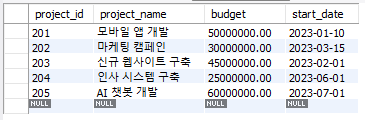 project_id project_name budget start_date
201 모바일 앱 개발 50000000.00 2023-01-10
202 마케팅 캠페인 30000000.00 2023-03-15
203 신규 웹사이트 구축 45000000.00 2023-02-01
204 인사 시스템 구축 25000000.00 2023-06-01
205 AI 챗봇 개발 60000000.00 2023-07-01
NULL NULL NULL NULL